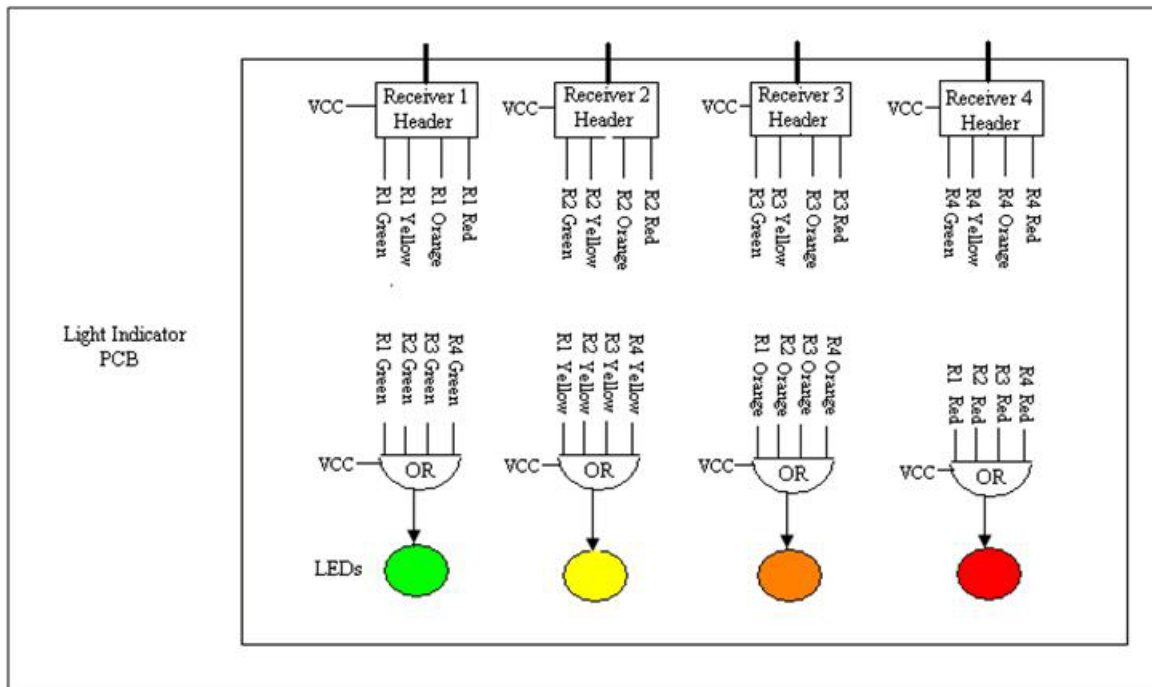 VCC
Receiver 1
Header
VCC
Receiver 2
Header
VCC
Receiver 3
Header
VCC
Receiver 4
Header
R1 Green
R1 Yellow
R1 Orange
R1 Red
R2 Green
R2 Yellow
R2 Orange
R2 Red
R3 Green
R3 Yellow
R3 Orange
R3 Red
R4 Green
R4 Yellow
R4 Orange
R4 Red
Light Indicator
PCB
R1 Green
R2 Green
R3 Green
R4 Green
R1 Yellow
R2 Yellow
R3 Yellow
R4 Yellow
R1 Orange
R2 Orange
R3 Orange
R4 Orange
R1 Red
R2 Red
R3 Red
R4 Red
VCC
OR
VCC
OR
VCC
OR
VCC
OR
LEDs